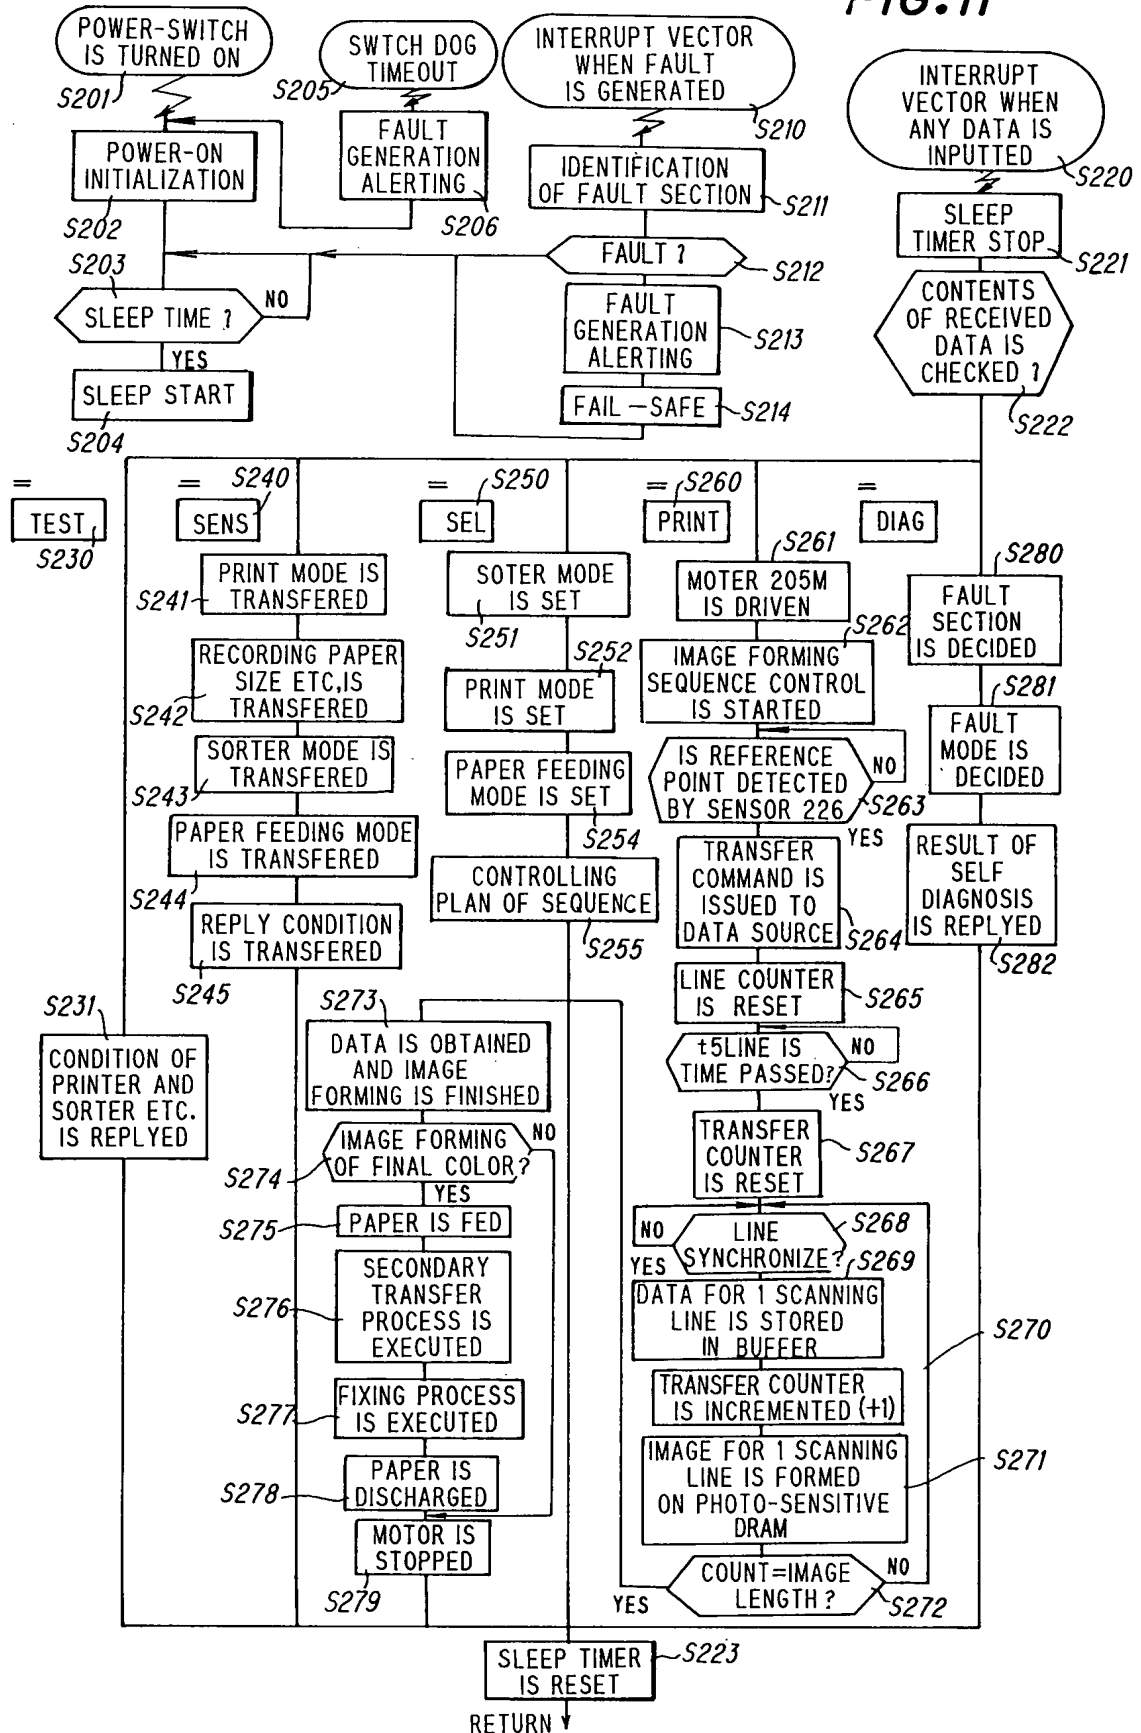 FIG. 11
POWER-SWITCH
IS TURNED ON
S201
POWER-ON
INITIALIZATION
S202
S203
SLEEP TIME ?
NO
YES
SLEEP START
S204
SWTCH DOG
TIMEOUT
S205
FAULT
GENERATION
ALERTING
S206
INTERRUPT VECTOR
WHEN FAULT
IS GENERATED
S210
IDENTIFICATION
OF FAULT SECTION
S211
FAULT ?
S212
FAULT
GENERATION
ALERTING
S213
FAIL-SAFE
S214
INTERRUPT
VECTOR WHEN
ANY DATA IS
INPUTTED
S220
SLEEP
TIMER STOP
S221
CONTENTS
OF RECEIVED
DATA IS
CHECKED ?
S222
=
TEST
S230
S231
CONDITION OF
PRINTER AND
SORTER ETC.
IS REPLYED
=
S240
SENS
PRINT MODE IS
TRANSFERED
S241
RECORDING PAPER
SIZE ETC, IS
TRANSFERED
S242
SORTER MODE IS
TRANSFERED
S243
PAPER FEEDING MODE
IS TRANSFERED
S244
REPLY CONDITION
IS TRANSFERED
S245
=
S250
SEL
SOTER MODE
IS SET
S251
S252
PRINT MODE
IS SET
PAPER FEEDING
MODE IS SET
S254
CONTROLLING
PLAN OF SEQUENCE
S255
=
S260
PRINT
S261
MOTER 205M
IS DRIVEN
S262
IMAGE FORMING
SEQUENCE CONTROL
IS STARTED
IS REFERENCE
POINT DETECTED
BY SENSOR 226
NO
S263
YES
TRANSFER
COMMAND IS
ISSUED TO
DATA SOURCE
S264
LINE COUNTER
IS RESET
S265
t5LINE IS
TIME PASSED?
NO
S266
YES
TRANSFER
COUNTER
IS RESET
S267
NO
LINE
SYNCHRONIZE?
S268
YES
S269
DATA FOR 1 SCANNING
LINE IS STORED
IN BUFFER
S270
TRANSFER COUNTER
IS INCREMENTED (+1)
IMAGE FOR 1 SCANNING
LINE IS FORMED
ON PHOTO-SENSITIVE
DRAM
S271
COUNT=IMAGE
LENGTH ?
NO
S272
YES
S273
DATA IS OBTAINED
AND IMAGE
FORMING IS FINISHED
IMAGE FORMING
OF FINAL COLOR?
NO
S274
YES
PAPER IS FED
S275
SECONDARY
TRANSFER
PROCESS IS
EXECUTED
S276
FIXING PROCESS
IS EXECUTED
S277
PAPER IS
DISCHARGED
S278
MOTOR IS
STOPPED
S279
=
DIAG
S280
FAULT
SECTION
IS DECIDED
S281
FAULT
MODE IS
DECIDED
RESULT OF
SELF
DIAGNOSIS
IS REPLYED
S282
SLEEP TIMER
IS RESET
S223
RETURN